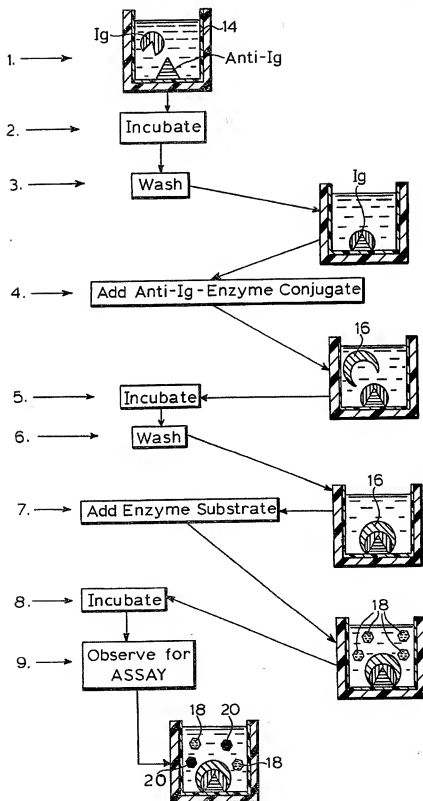 Ig 14
1. Anti-Ig
2. Incubate
3. Wash
Ig
4. Add Anti-Ig-Enzyme Conjugate
16
5. Incubate
6. Wash
16
7. Add Enzyme Substrate
8. Incubate
18
9. Observe for
ASSAY
18 20
20 18